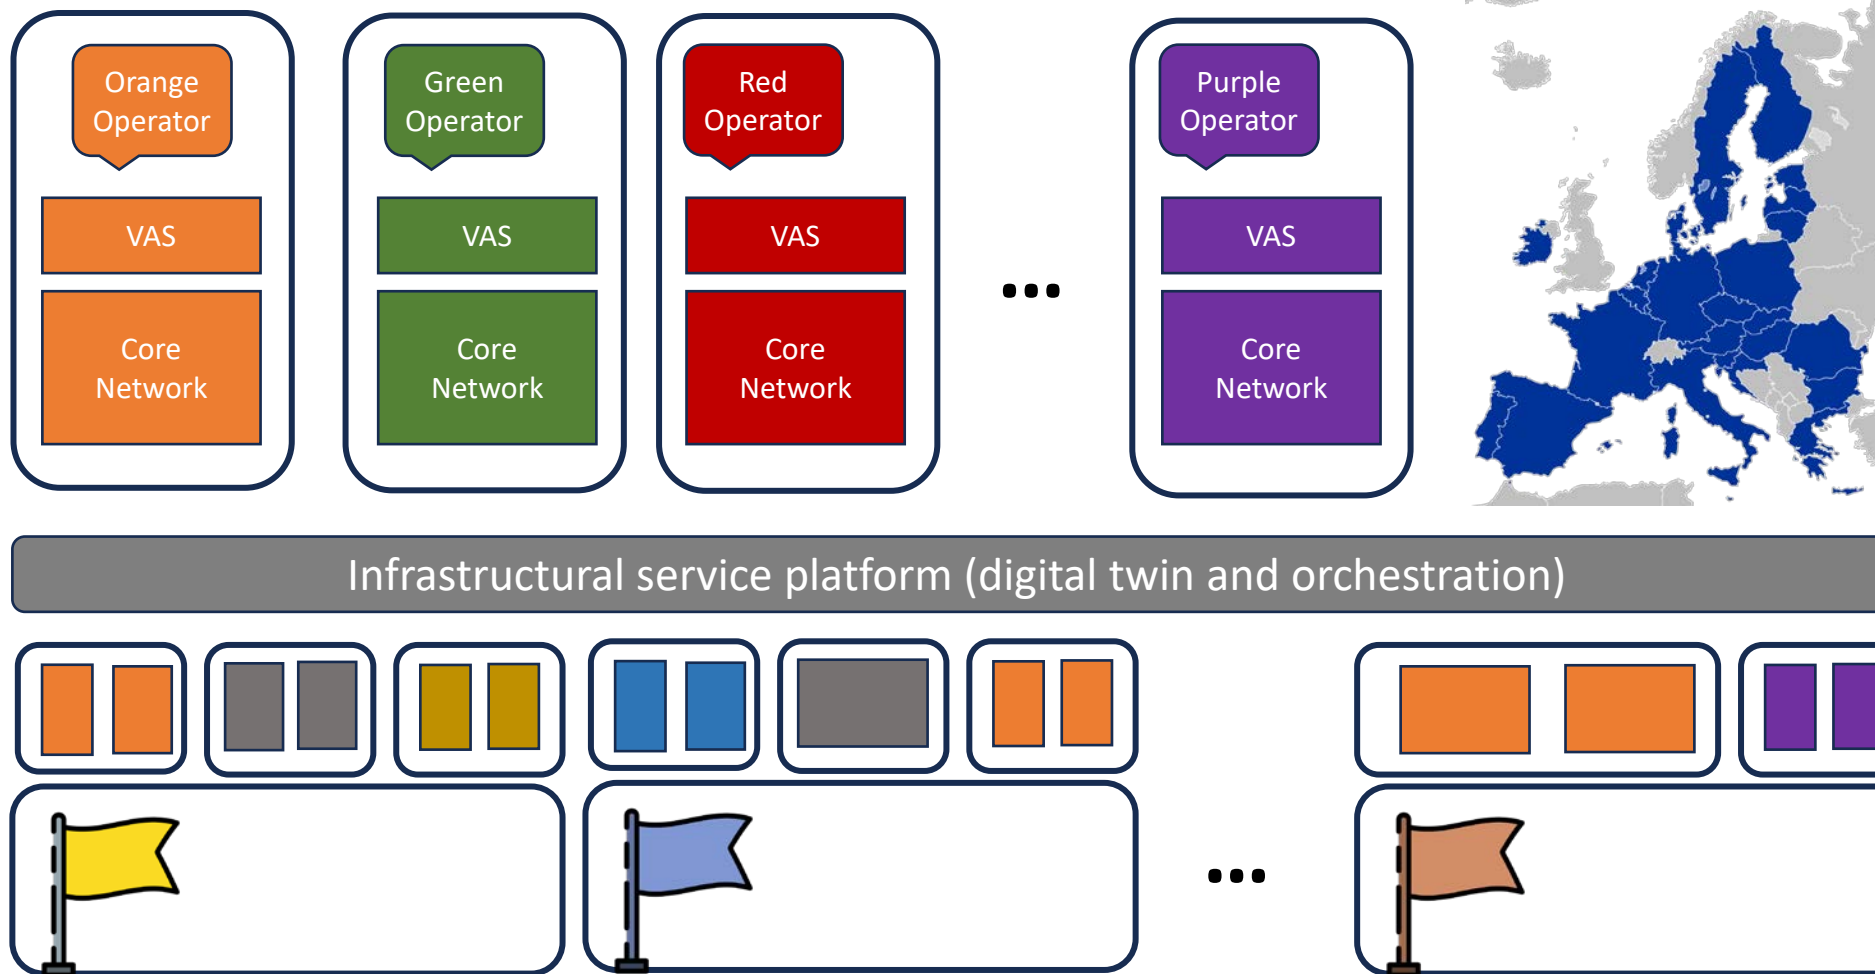 Orange
Operator
Green
Operator
Red
Operator
Purple
Operator
VAS
VAS
VAS
VAS
...
Core
Network
Core
Network
Core
Network
Core
Network
Infrastructural service platform (digital twin and orchestration)
...